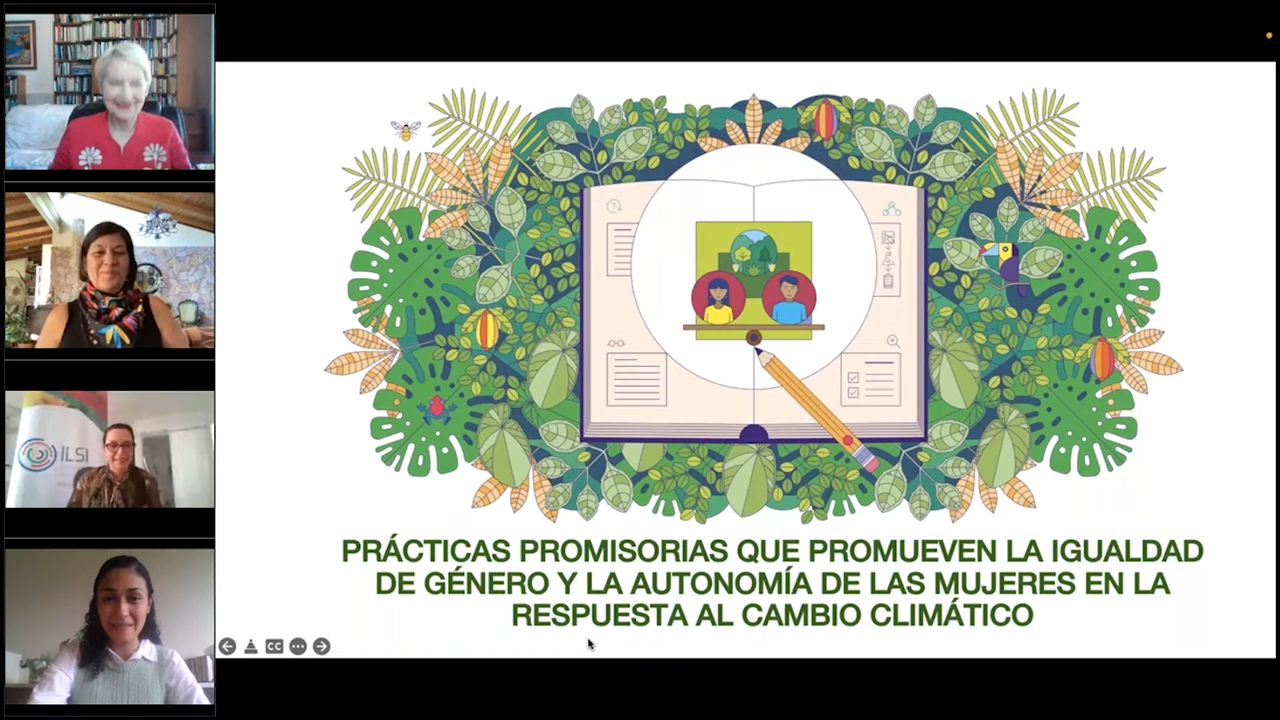 ILSI
PRÁCTICAS PROMISORIAS QUE PROMUEVEN LA IGUALDAD
DE GÉNERO Y LA AUTONOMÍA DE LAS MUJERES EN LA
RESPUESTA AL CAMBIO CLIMÁTICO
CC